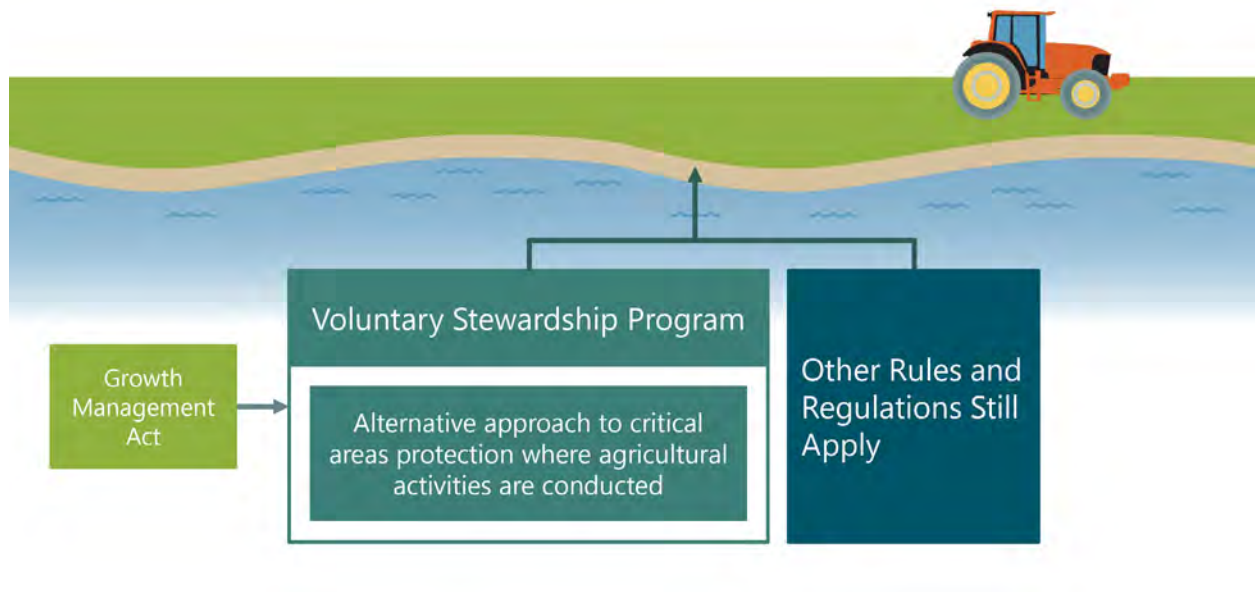 Voluntary Stewardship Program
Growth
Management
Act
Alternative approach to critical
areas protection where agricultural
activities are conducted
Other Rules and
Regulations Still
Apply